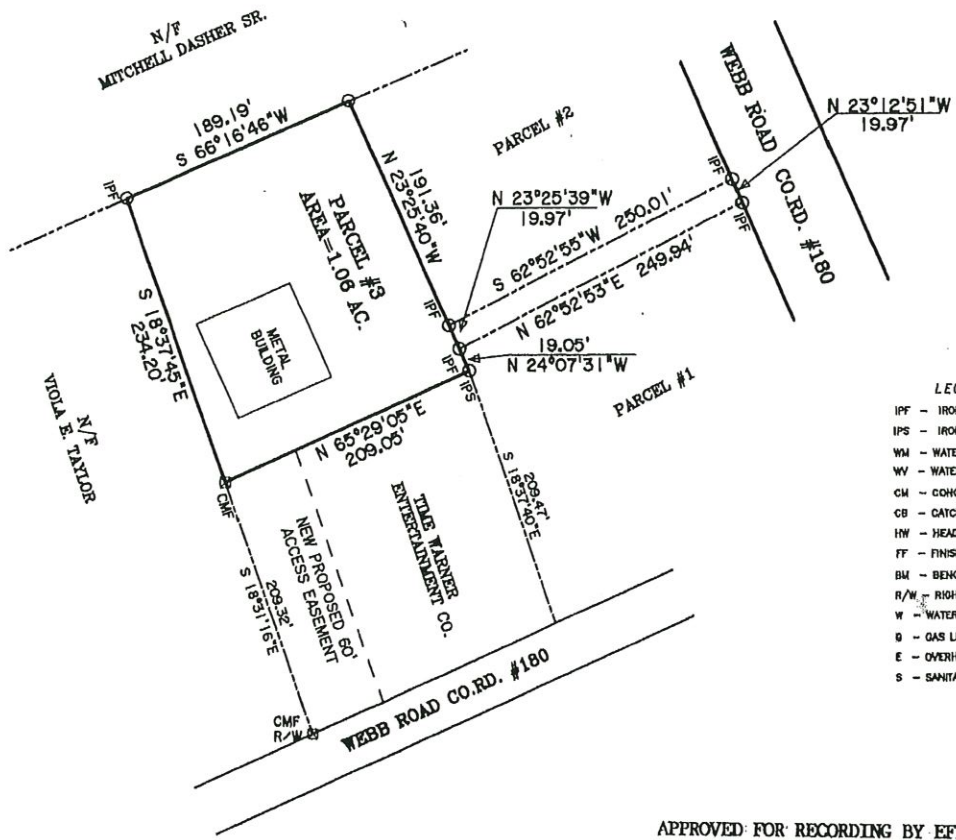 N/F
MITCHELL DASHER SR.
189.19'
S 66°16'46"W
IPF
N 23°25'40"W
191.36'
PARCEL #2
WEBB ROAD
CO.RD. #180
N 23°12'51"W
19.97'
IPF
IPF
N 23°25'39"W
19.97'
S 62°52'55"W 250.01'
N 62°52'53"E 249.94'
PARCEL #3
AREA=1.06 AC.
S 18°37'45"E
234.20'
METAL
BUILDING
IPF
IPF
IPS
19.05'
N 24°07'31"W
PARCEL #1
N/F
VIOLA E. TAYLOR
N 65°29'05"E
209.05'
CMF
209.32'
S 18°31'16"E
NEW PROPOSED 60'
ACCESS EASEMENT
TIME WARNER
ENTERTAINMENT CO.
209.47'
S 18°37'40"E
CMF
R/W
WEBB ROAD CO.RD. #180
IPF - IRO
IPS - IRO
WM - WATE
WV - WATE
CM - CONC
CB - CATC
HW - HEAD
FF - FINIS
BM - BENC
R/W - RIGH
W - WATER
G - GAS LI
E - OVERH
S - SANITA
APPROVED FOR RECORDING BY EF